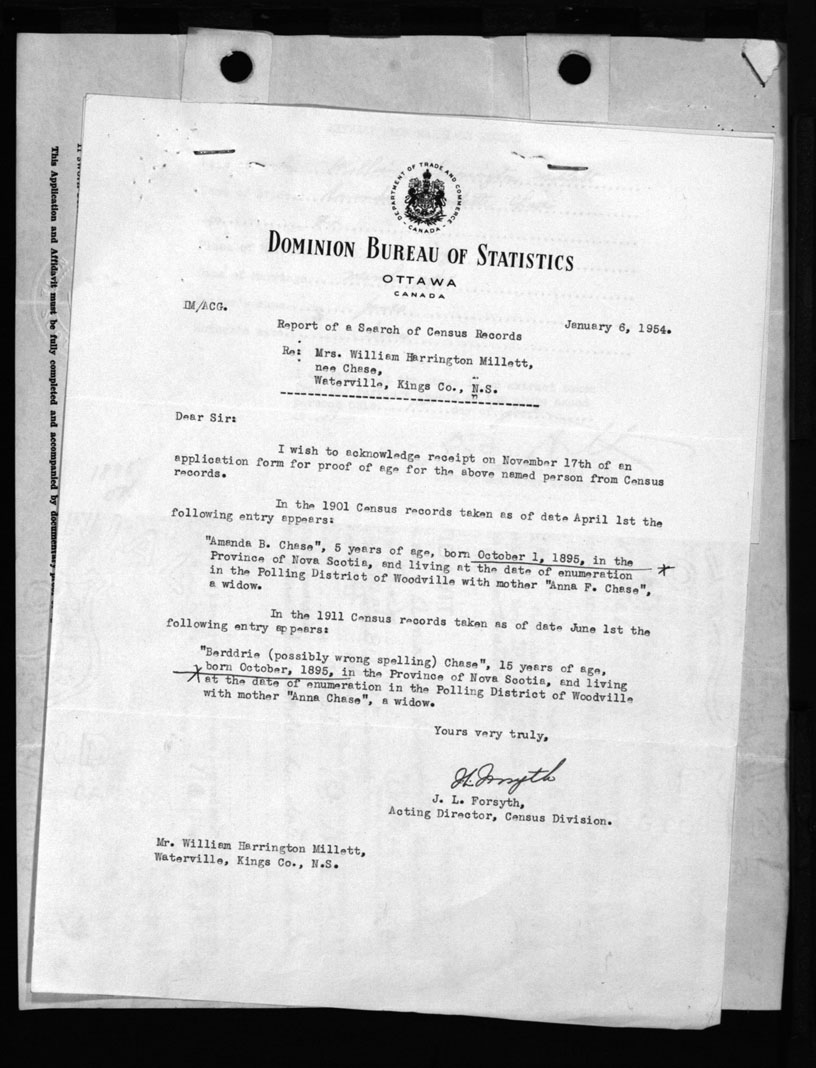 This Application and Affidavit must be fully completed and accompanied by documentary
DEPARTMENT OF TRADE AND COMMERCE
CANADA
DOMINION BUREAU OF STATISTICS
OTTAWA
CANADA
IM/ACG.
January 6, 1954.
Report of a Search of Census Records
Re: Mrs. William Harrington Millett,
nee Chase,
Waterville, Kings Co., N.S.
Dear Sir:
I wish to acknowledge receipt on November 17th of an
application form for proof of age for the above named person from Census
records.
In the 1901 Census records taken as of date April 1st the
following entry appears:
"Amanda B. Chase", 5 years of age, born October 1, 1895, in the
Province of Nova Scotia, and living at the date of enumeration
in the Polling District of Woodville with mother "Anna F. Chase",
a widow.
In the 1911 Census records taken as of date June 1st the
following entry appears:
"Berddrie (possibly wrong spelling) Chase", 15 years of age,
born October, 1895, in the Province of Nova Scotia, and living
at the date of enumeration in the Polling District of Woodville
with mother "Anna Chase", a widow.
Yours very truly,
J. L. Forsyth,
Acting Director, Census Division.
Mr. William Harrington Millett,
Waterville, Kings Co., N.S.